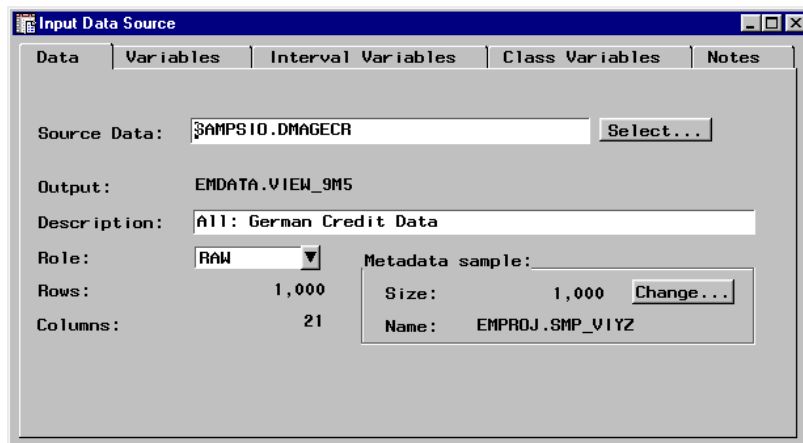 Input Data Source
Data Variables Interval Variables Class Variables Notes
Source Data: SAMPSIO.DMAGECR Select...
Output: EMDATA.VIEW_9M5
Description: All: German Credit Data
Role: RAW Metadata sample:
Rows: 1,000 Size: 1,000 Change...
Columns: 21 Name: EMPROJ.SMP_VIYZ